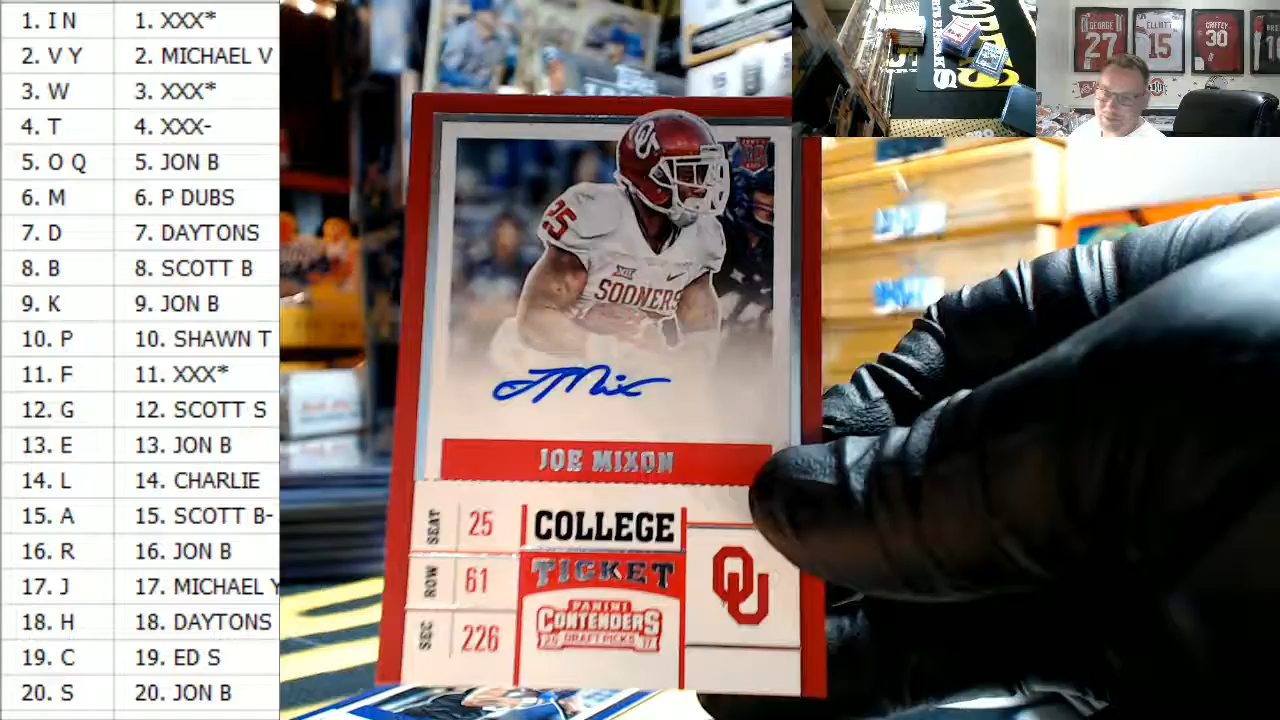 1. I N 1. XXX*
2. V Y 2. MICHAEL V
3. W 3. XXX*
4. T 4. XXX-
5. O Q 5. JON B
6. M 6. P DUBS
7. D 7. DAYTONS
8. B 8. SCOTT B
9. K 9. JON B
10. P 10. SHAWN T
11. F 11. XXX*
12. G 12. SCOTT S
13. E 13. JON B
14. L 14. CHARLIE
15. A 15. SCOTT B-
16. R 16. JON B
17. J 17. MICHAEL Y
18. H 18. DAYTONS
19. C 19. ED S
20. S 20. JON B
OU
25
XII
SOONERS
JOE MIXON
SEAT 25
ROW 61
SEC 226
COLLEGE
TICKET
PANINI
CONTENDERS
DRAFT PICKS
OU
GEORGE
27
ELLIOTT
15
GRIFFEY
30